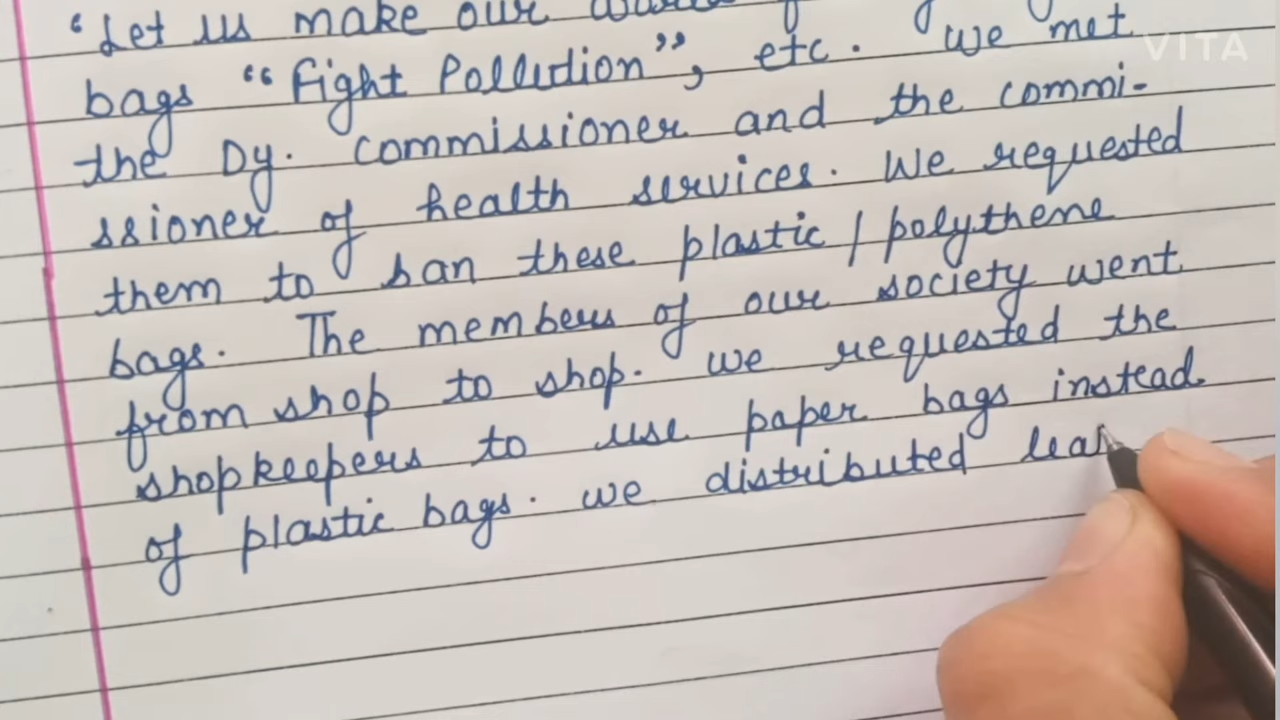 “Let us make our
bags “Fight Pollution”, etc. We met
the Dy. Commissioner and the commi-
ssioner of health services. We requested
them to ban these plastic / polythene
bags. The members of our society went
from shop to shop. We requested the
shopkeepers to use paper bags instead
of plastic bags. We distributed lea
VITA